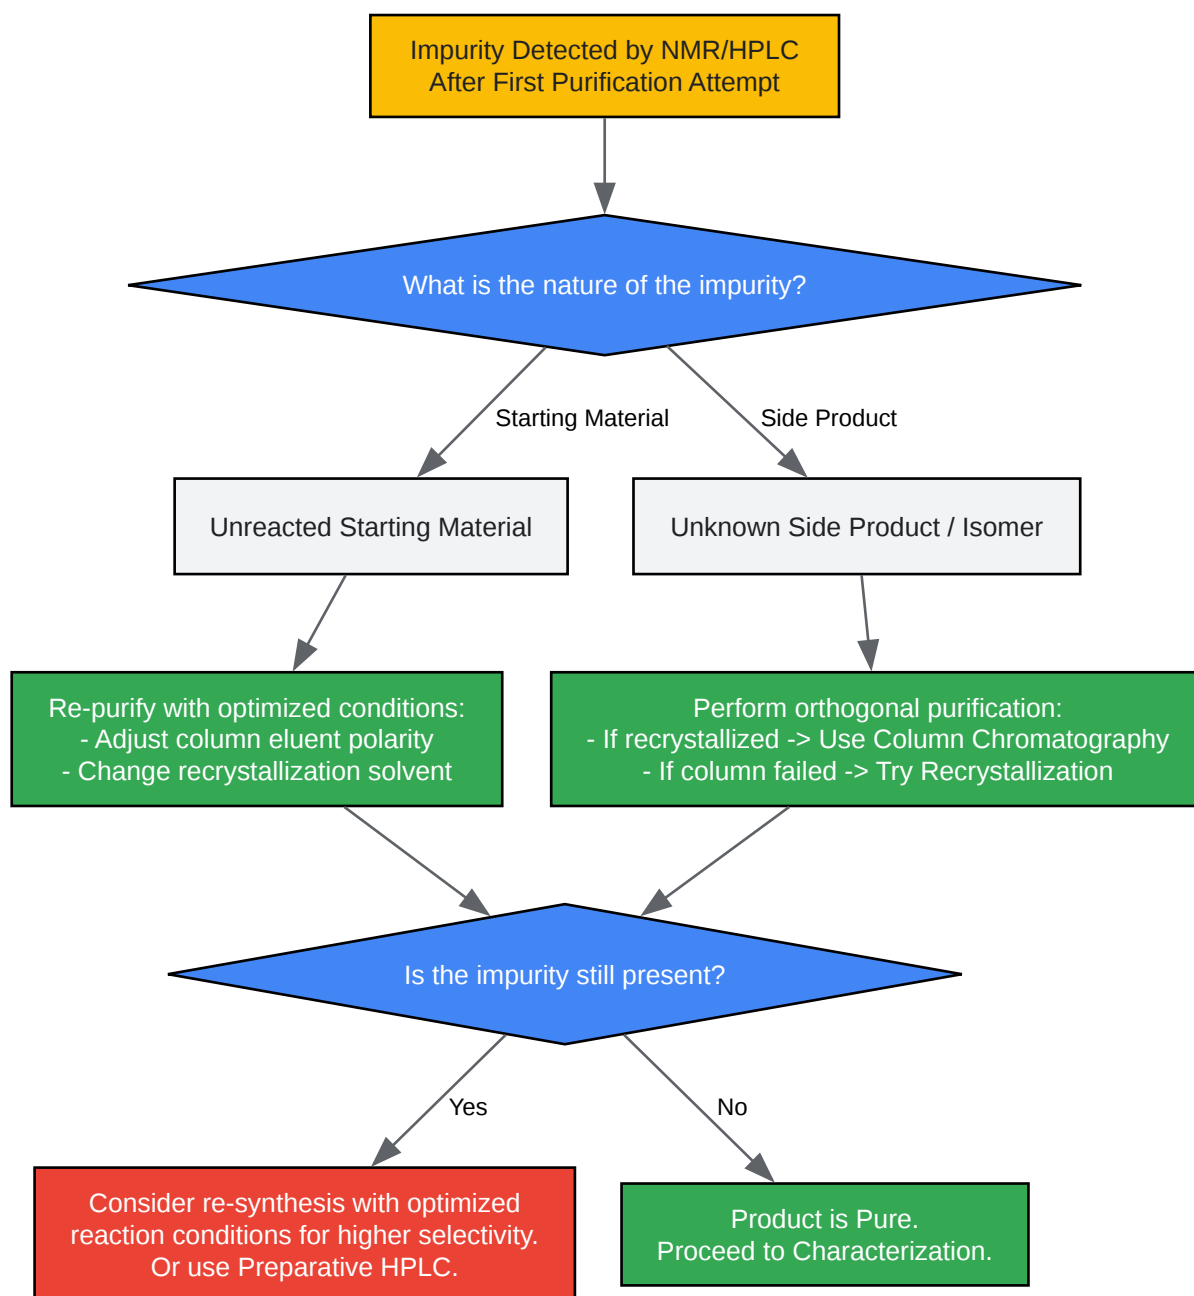 Impurity Detected by NMR/HPLC
After First Purification Attempt
What is the nature of the impurity?
Starting Material
Side Product
Unreacted Starting Material
Unknown Side Product / Isomer
Re-purify with optimized conditions:
- Adjust column eluent polarity
- Change recrystallization solvent
Perform orthogonal purification:
- If recrystallized -> Use Column Chromatography
- If column failed -> Try Recrystallization
Is the impurity still present?
Yes
No
Consider re-synthesis with optimized
reaction conditions for higher selectivity.
Or use Preparative HPLC.
Product is Pure.
Proceed to Characterization.